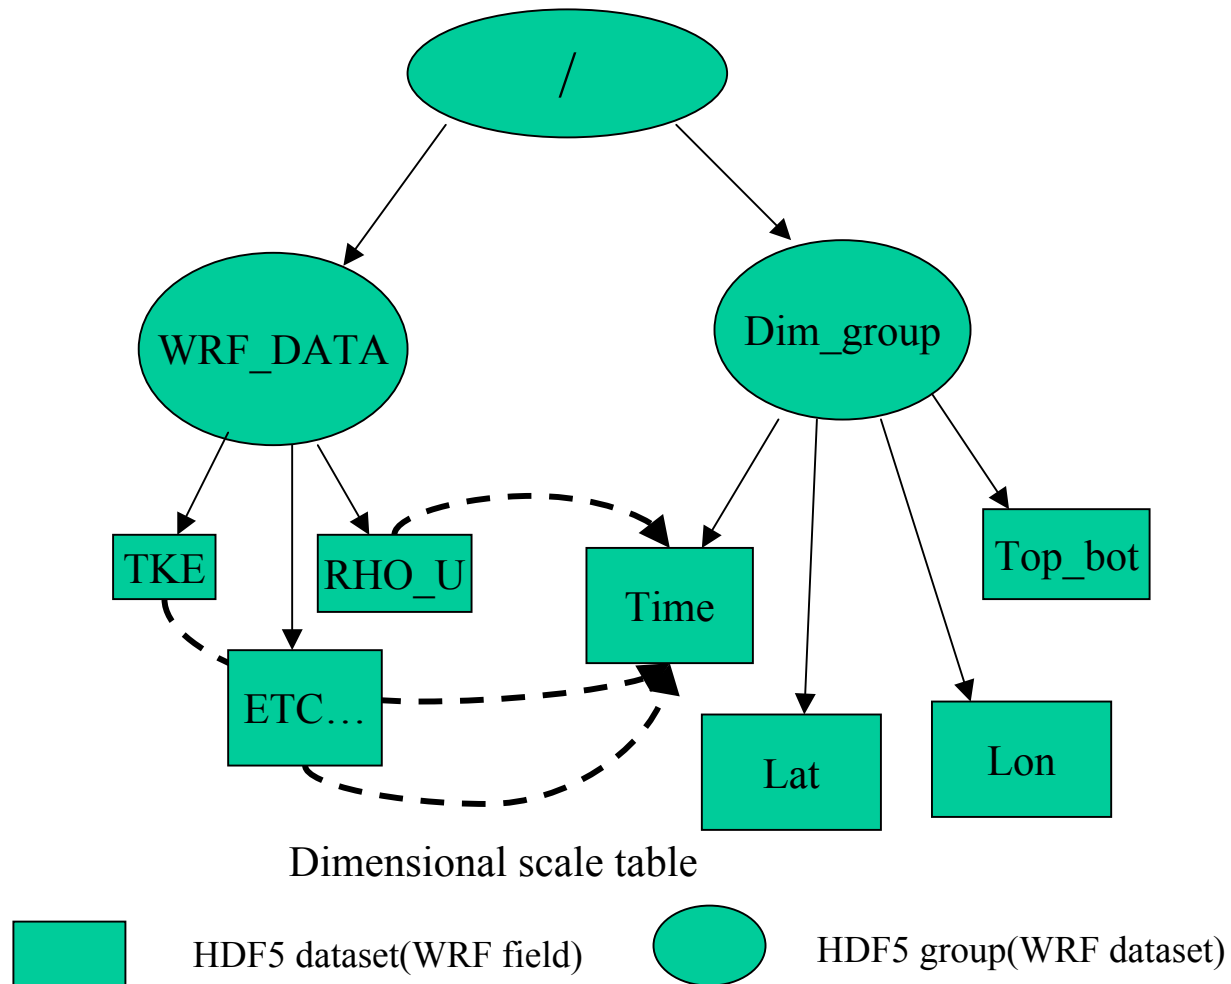 /
WRF_DATA
Dim_group
TKE
RHO_U
Time
Top_bot
ETC…
Lat
Lon
Dimensional scale table
HDF5 dataset(WRF field)
HDF5 group(WRF dataset)